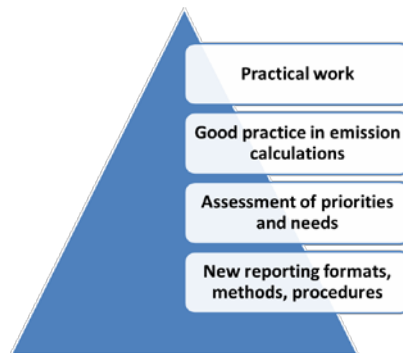 Practical work
Good practice in emission
calculations
Assessment of priorities
and needs
New reporting formats,
methods, procedures